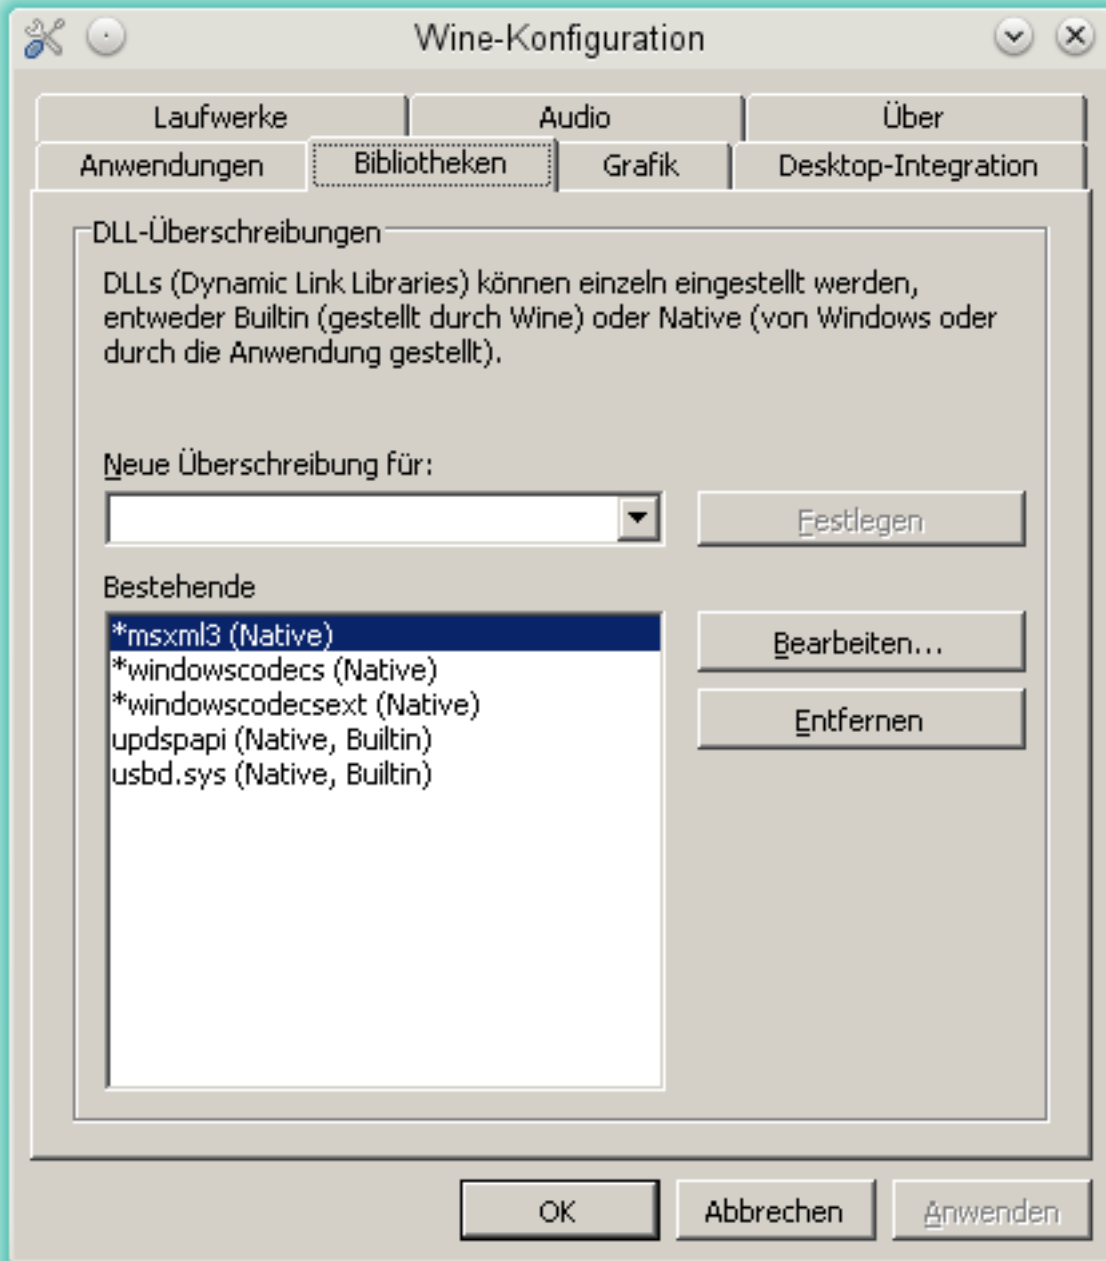 Wine-Konfiguration
Laufwerke
Audio
Über
Anwendungen
Bibliotheken
Grafik
Desktop-Integration
DLL-Überschreibungen
DLLs (Dynamic Link Libraries) können einzeln eingestellt werden,
entweder Builtin (gestellt durch Wine) oder Native (von Windows oder
durch die Anwendung gestellt).
Neue Überschreibung für:
Festlegen
Bestehende
*msxml3 (Native)
*windowscodecs (Native)
*windowscodecsext (Native)
updspapi (Native, Builtin)
usbd.sys (Native, Builtin)
Bearbeiten...
Entfernen
OK
Abbrechen
Anwenden